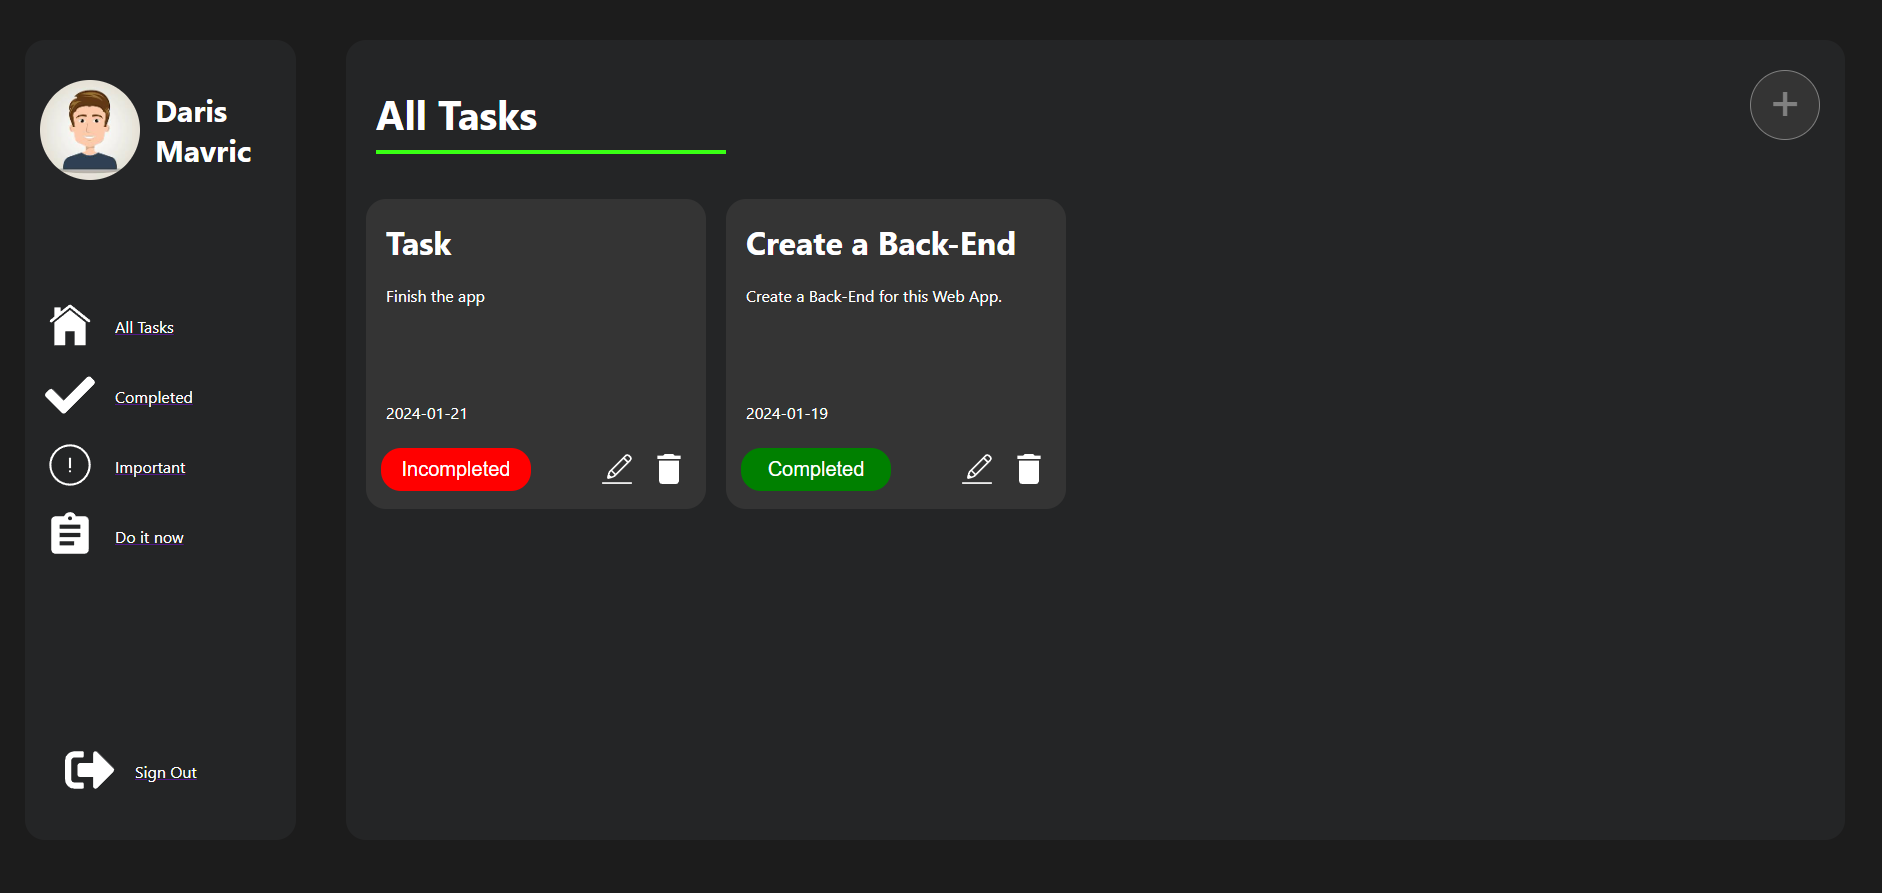 Daris
Mavric
All Tasks
Completed
!
Important
Do it now
Sign Out
All Tasks
+
Task
Finish the app
2024-01-21
Incompleted
Create a Back-End
Create a Back-End for this Web App.
2024-01-19
Completed